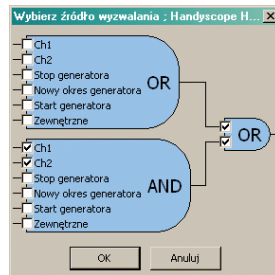 Wybierz źródło wyzwalania ; Handyscope H...
Ch1
Ch2
Stop generatora
Nowy okres generatora
Start generatora
Zewnętrzne
OR
Ch1
Ch2
Stop generatora
Nowy okres generatora
Start generatora
Zewnętrzne
AND
OR
OK
Anuluj